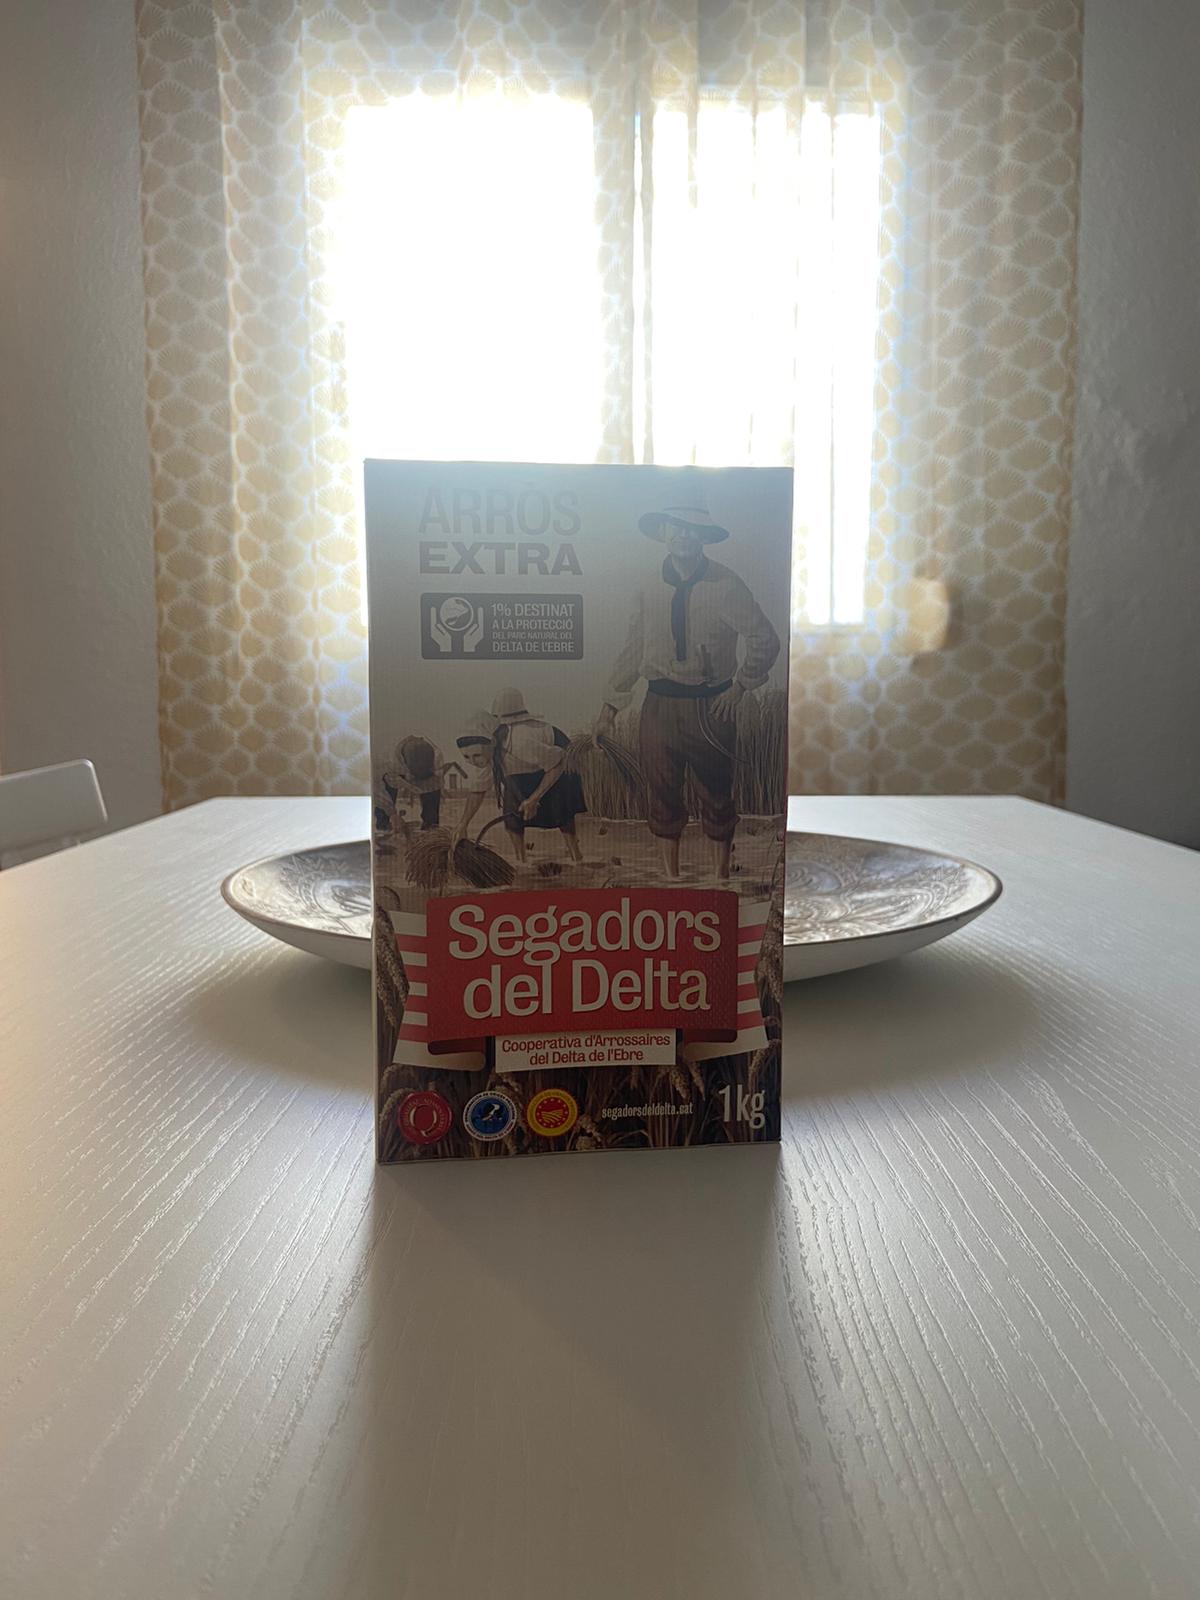 ARRÒS
EXTRA
1% DESTINAT
A LA PROTECCIÓ
DEL PARC NATURAL DEL
DELTA DE L'EBRE
Segadors
del Delta
Cooperativa d'Arrossaires
del Delta de l'Ebre
segadorsdeldelta.cat
1kg